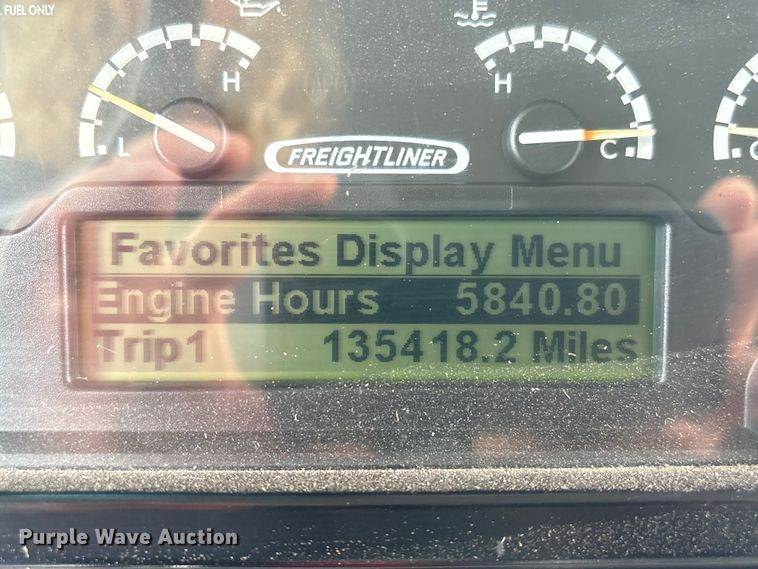 FUEL ONLY
H
H
L
C
C
FREIGHTLINER
Favorites Display Menu
Engine Hours 5840.80
Trip1 135418.2 Miles
Purple Wave Auction